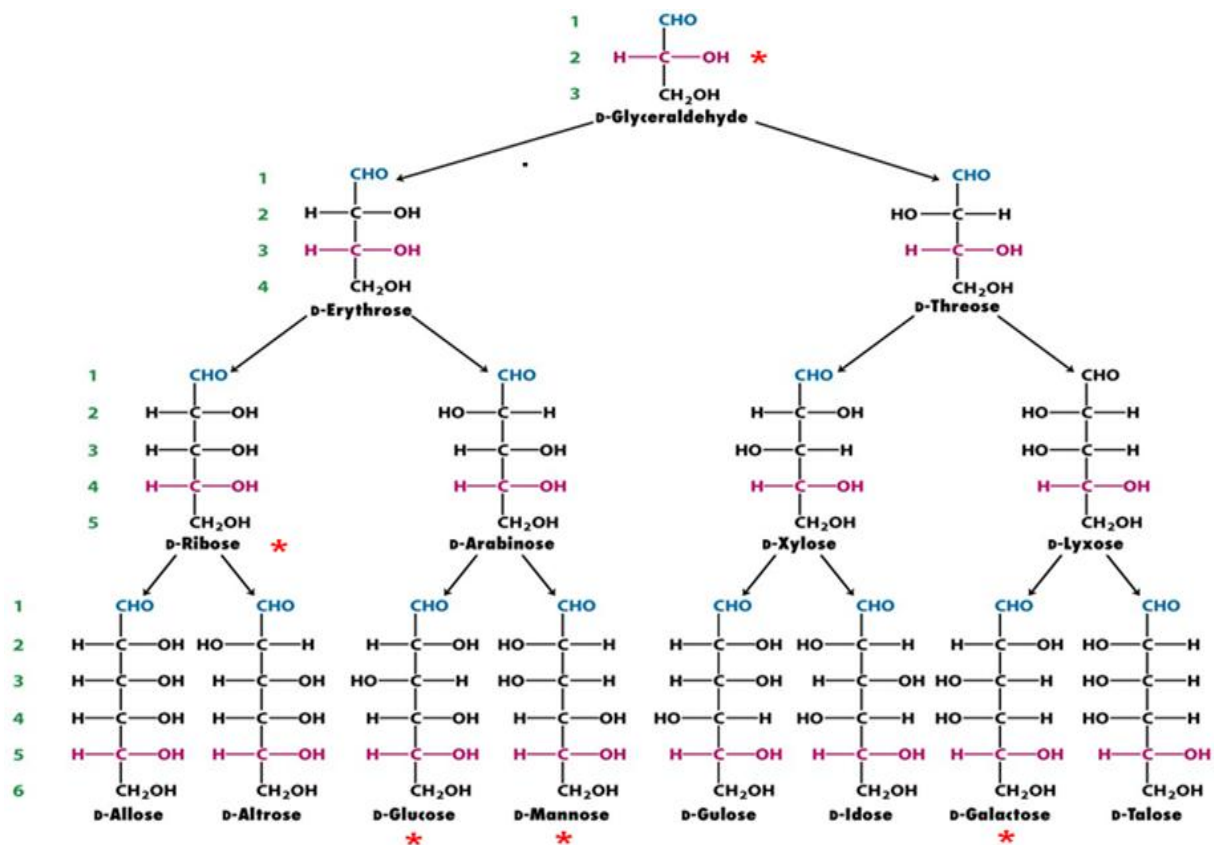 1 CHO
2 H C OH *
3 CH2OH
D-Glyceraldehyde
1 CHO CHO
2 H C OH HO C H
3 H C OH H C OH
4 CH2OH CH2OH
D-Erythrose D-Threose
1 CHO CHO CHO CHO
2 H C OH HO C H H C OH HO C H
3 H C OH H C OH HO C H HO C H
4 H C OH H C OH H C OH H C OH
5 CH2OH CH2OH CH2OH CH2OH
D-Ribose * D-Arabinose D-Xylose D-Lyxose
1 CHO CHO CHO CHO CHO CHO CHO CHO
2 H C OH HO C H H C OH HO C H H C OH HO C H H C OH HO C H
3 H C OH H C OH HO C H HO C H H C OH H C OH HO C H HO C H
4 H C OH H C OH H C OH H C OH HO C H HO C H HO C H HO C H
5 H C OH H C OH H C OH H C OH H C OH H C OH H C OH H C OH
6 CH2OH CH2OH CH2OH CH2OH CH2OH CH2OH CH2OH CH2OH
D-Allose D-Altrose D-Glucose D-Mannose D-Gulose D-Idose D-Galactose D-Talose
* * *